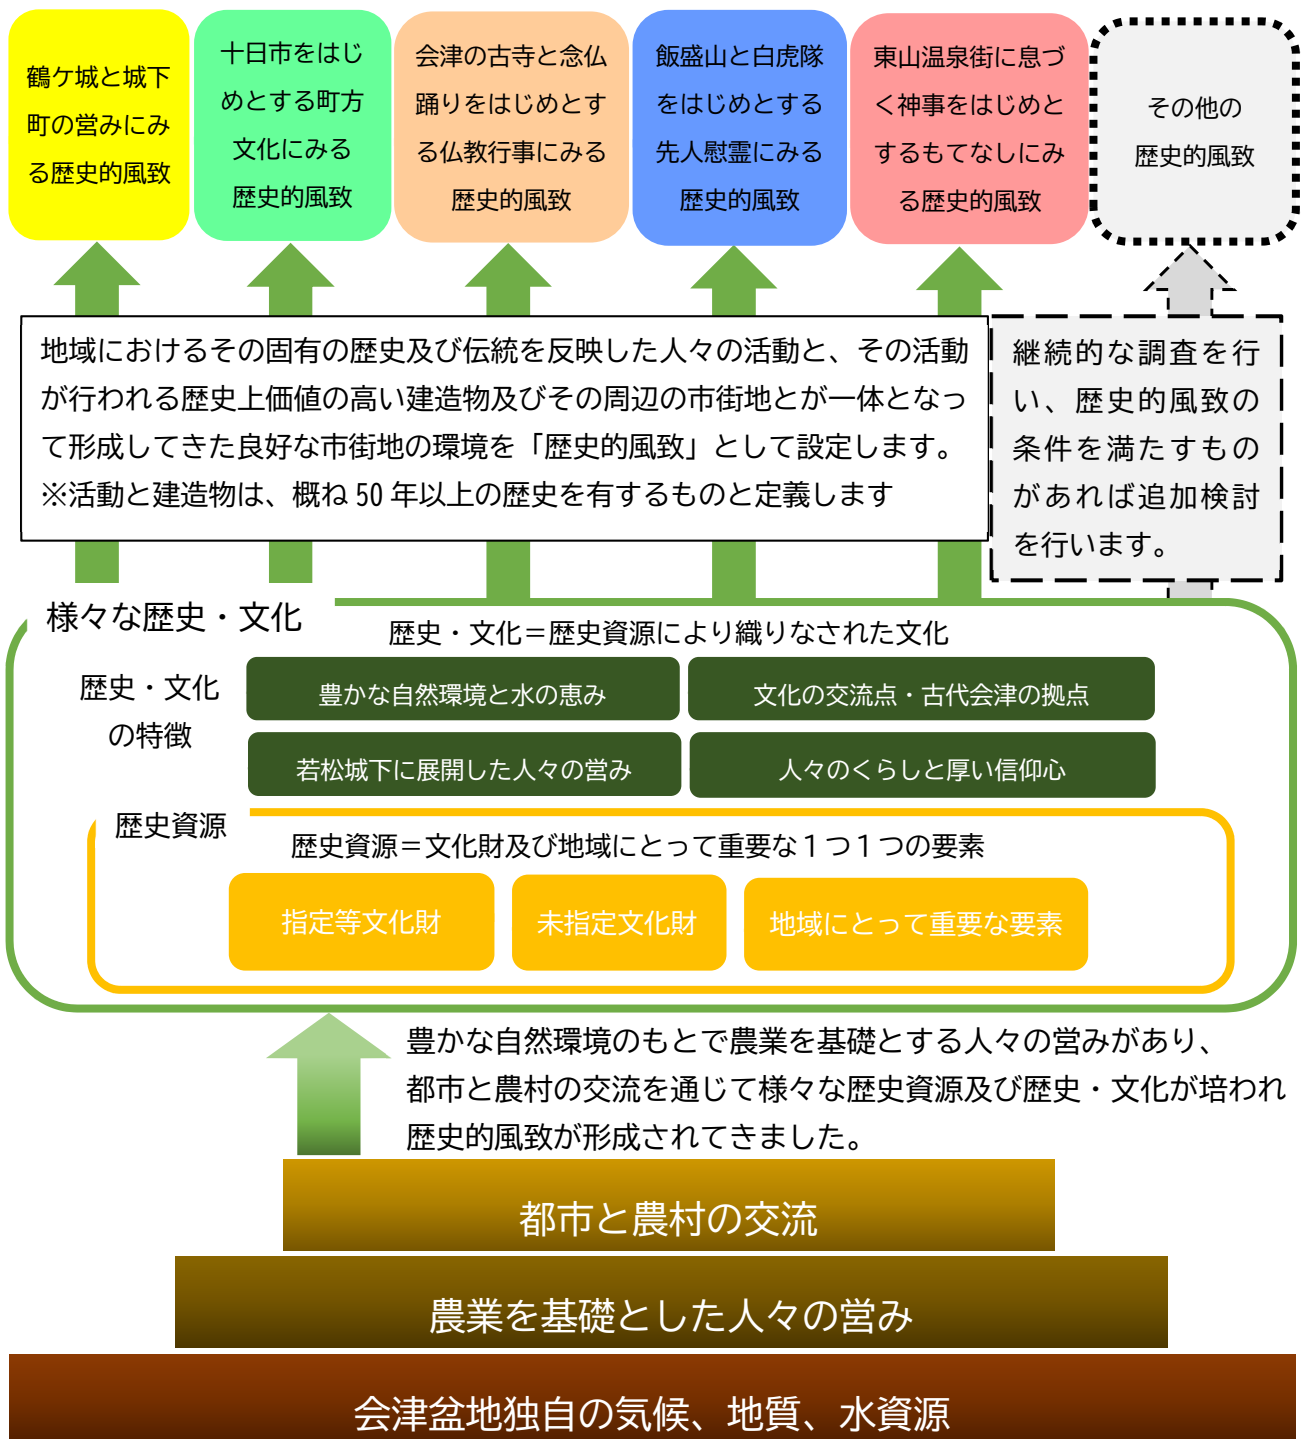 鶴ケ城と城下
町の営みにみ
る歴史的風致
十日市をはじ
めとする町方
文化にみる
歴史的風致
会津の古寺と念仏
踊りをはじめとす
る仏教行事にみる
歴史的風致
飯盛山と白虎隊
をはじめとする
先人慰霊にみる
歴史的風致
東山温泉街に息づ
く神事をはじめと
するもてなしにみ
る歴史的風致
その他の
歴史的風致
地域におけるその固有の歴史及び伝統を反映した人々の活動と、その活動
が行われる歴史上価値の高い建造物及びその周辺の市街地とが一体となっ
て形成してきた良好な市街地の環境を「歴史的風致」として設定します。
※活動と建造物は、概ね 50 年以上の歴史を有するものと定義します
継続的な調査を行
い、歴史的風致の
条件を満たすもの
があれば追加検討
を行います。
様々な歴史・文化
歴史・文化＝歴史資源により織りなされた文化
歴史・文化
の特徴
豊かな自然環境と水の恵み
文化の交流点・古代会津の拠点
若松城下に展開した人々の営み
人々のくらしと厚い信仰心
歴史資源
歴史資源＝文化財及び地域にとって重要な１つ１つの要素
指定等文化財
未指定文化財
地域にとって重要な要素
豊かな自然環境のもとで農業を基礎とする人々の営みがあり、
都市と農村の交流を通じて様々な歴史資源及び歴史・文化が培われ
歴史的風致が形成されてきました。
都市と農村の交流
農業を基礎とした人々の営み
会津盆地独自の気候、地質、水資源